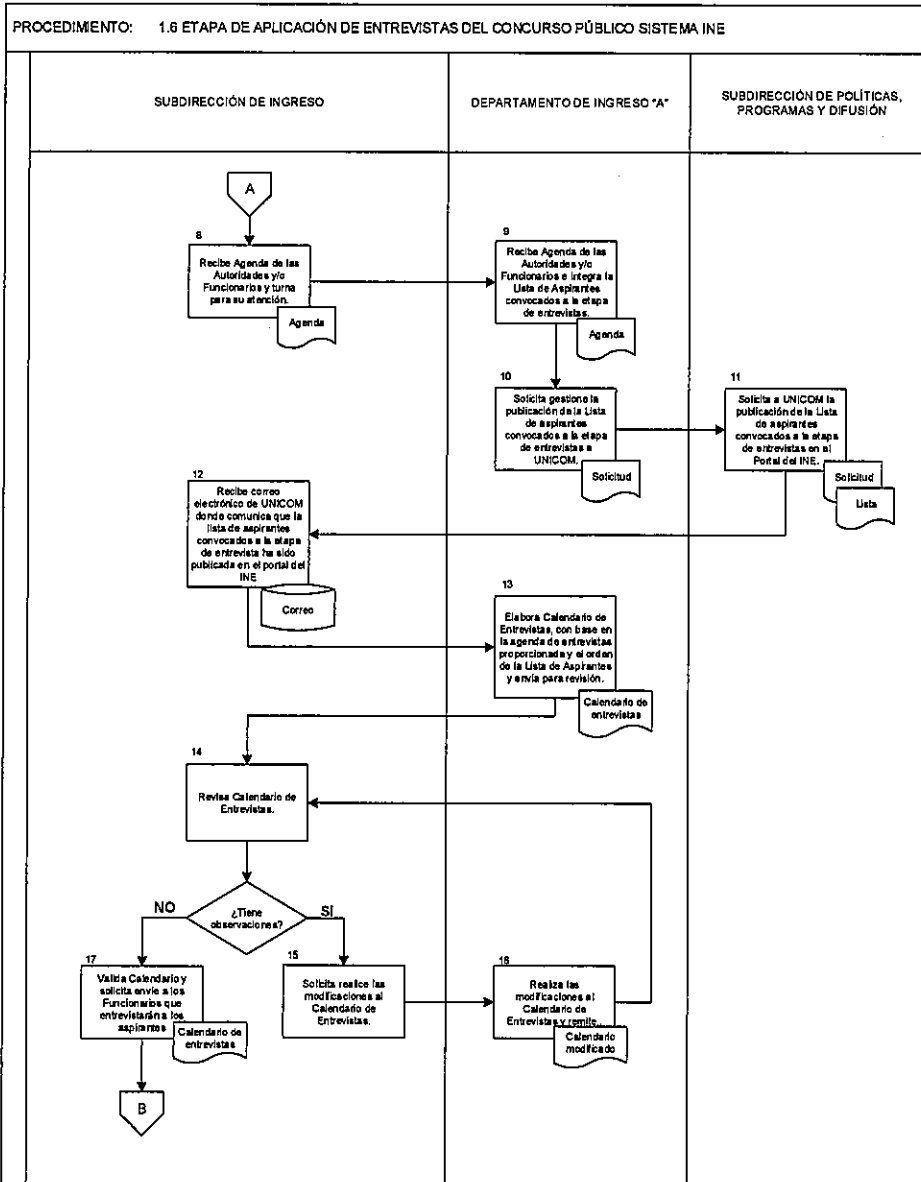 PROCEDIMIENTO: 1.6 ETAPA DE APLICACIÓN DE ENTREVISTAS DEL CONCURSO PÚBLICO SISTEMA INE
SUBDIRECCIÓN DE INGRESO
DEPARTAMENTO DE INGRESO "A"
SUBDIRECCIÓN DE POLÍTICAS,
PROGRAMAS Y DIFUSIÓN
A
8
Recibe Agenda de las
Autoridades y/o
Funcionarios y turna
para su atención.
Agenda
9
Recibe Agenda de las
Autoridades y/o
Funcionarios e integra la
Lista de Aspirantes
convocados a la etapa
de entrevistas.
Agenda
10
Solicita gestione la
publicación de la Lista de
aspirantes
convocados a la etapa
de entrevistas a
UNICOM.
Solicitud
11
Solicita a UNICOM la
publicación de la Lista
de aspirantes
convocados a la etapa
de entrevistas en el
Portal del INE.
Solicitud
Lista
12
Recibe correo
electrónico de UNICOM
donde comunica que la
lista de aspirantes
convocados a la etapa
de entrevista ha sido
publicada en el portal del
INE
Correo
13
Elabora Calendario de
Entrevistas, con base en
la agenda de entrevistas
proporcionada y el orden
de la Lista de Aspirantes
y envía para revisión.
Calendario de
entrevistas
14
Revisa Calendario de
Entrevistas.
¿Tiene
observaciones?
NO
SI
17
Valida Calendario y
solicita envíe a los
Funcionarios que
entrevistarán a los
aspirantes
Calendario de
entrevistas
15
Solicita realice las
modificaciones al
Calendario de
Entrevistas.
16
Realiza las
modificaciones al
Calendario de
Entrevistas y remite.
Calendario
modificado
B